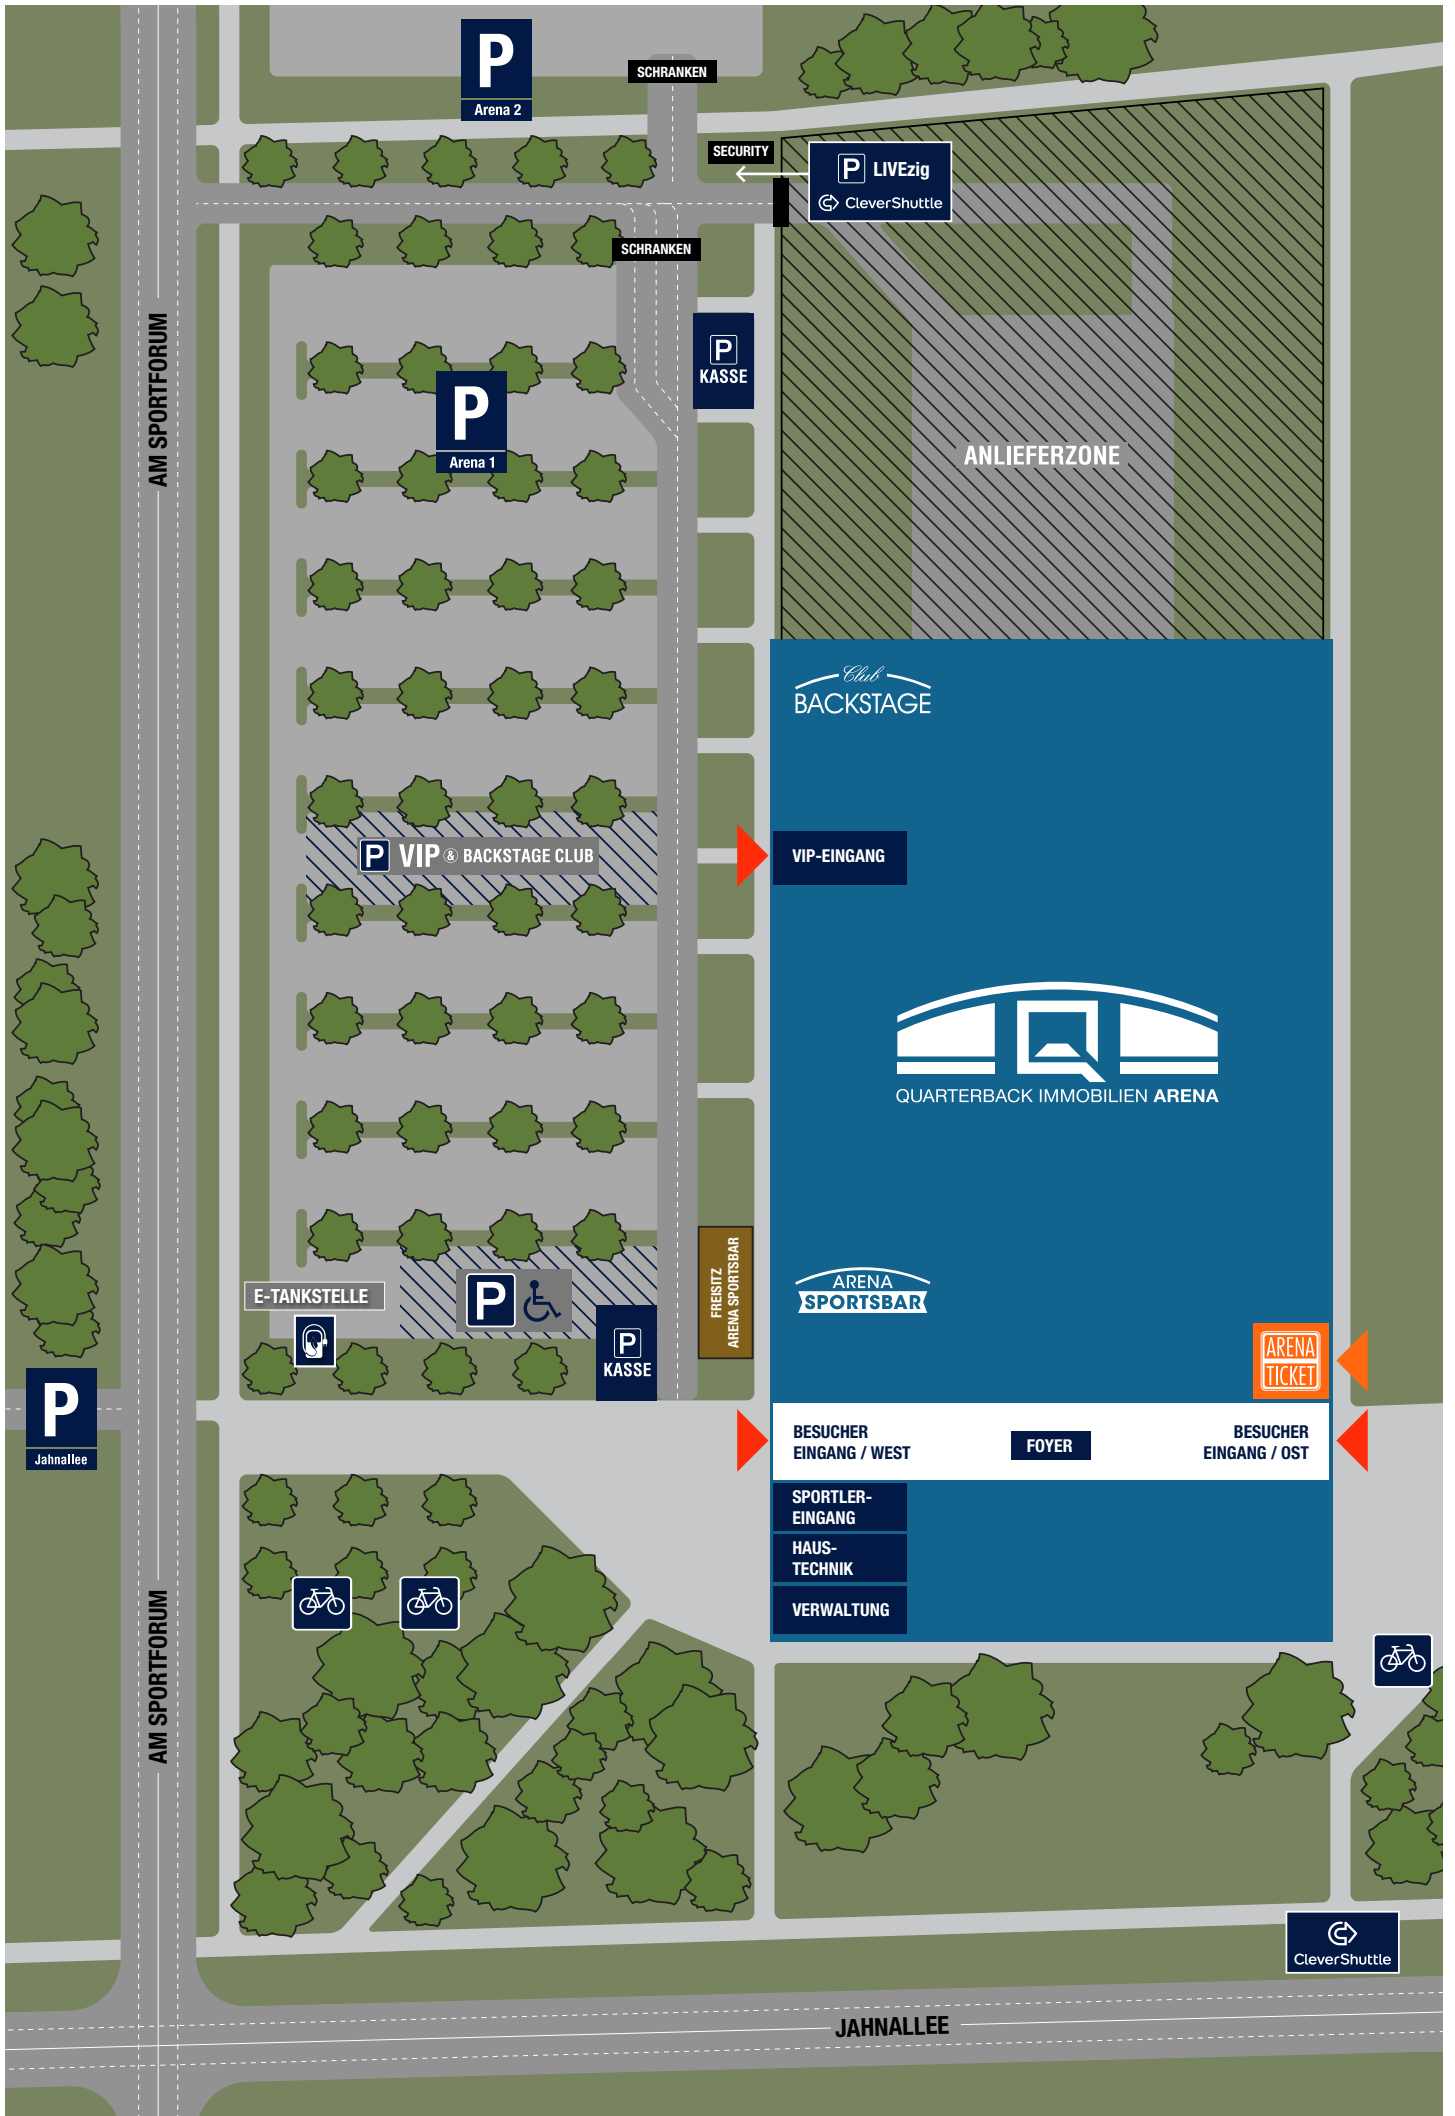 P
Arena 2
SCHRANKEN
SECURITY
P LIVEzig
CleverShuttle
SCHRANKEN
AM SPORTFORUM
P
KASSE
P
Arena 1
ANLIEFERZONE
Club
BACKSTAGE
P VIP & BACKSTAGE CLUB
VIP-EINGANG
QUARTERBACK IMMOBILIEN ARENA
FREISITZ
ARENA SPORTSBAR
ARENA
SPORTSBAR
E-TANKSTELLE
P
P
KASSE
ARENA
TICKET
P
Jahnallee
BESUCHER
EINGANG / WEST
FOYER
BESUCHER
EINGANG / OST
SPORTLER-
EINGANG
HAUS-
TECHNIK
VERWALTUNG
AM SPORTFORUM
CleverShuttle
JAHNALLEE